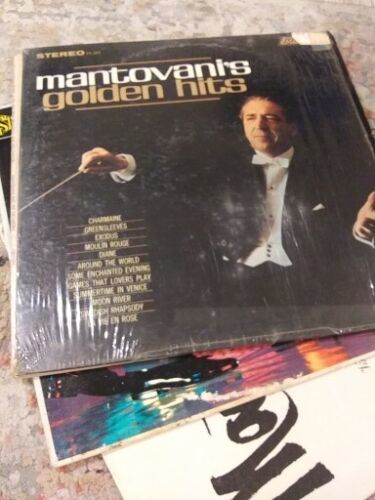 STEREO
mantovani's
golden hits
CHARMAINE
GREENSLEEVES
EXODUS
MOULIN ROUGE
DIANE
AROUND THE WORLD
SOME ENCHANTED EVENING
GAMES THAT LOVERS PLAY
SUMMERTIME IN VENICE
MOON RIVER
SWEDISH RHAPSODY
EN ROSE